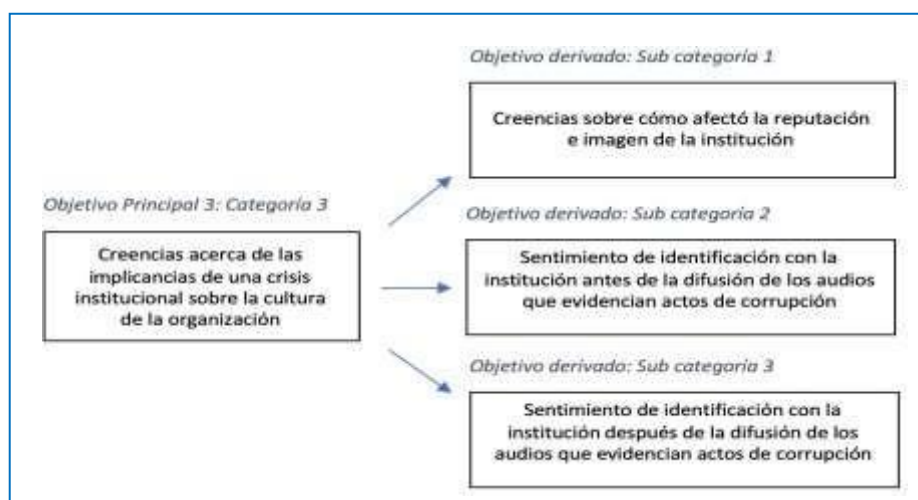 Objetivo derivado: Sub categoría 1
Creencias sobre cómo afectó la reputación
e imagen de la institución
Objetivo Principal 3: Categoría 3
Creencias acerca de las
implicancias de una crisis
institucional sobre la cultura
de la organización
Objetivo derivado: Sub categoría 2
Sentimiento de identificación con la
institución antes de la difusión de los audios
que evidencian actos de corrupción
Objetivo derivado: Sub categoría 3
Sentimiento de identificación con la
institución después de la difusión de los
audios que evidencian actos de corrupción